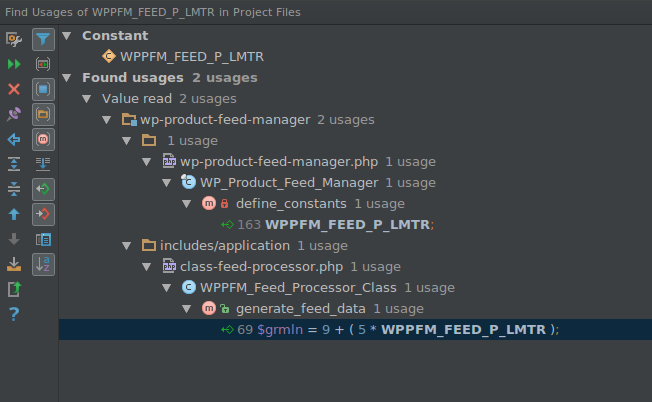 Find Usages of WPPFM_FEED_P_LMTR in Project Files
Constant
WPPFM_FEED_P_LMTR
Found usages 2 usages
Value read 2 usages
wp-product-feed-manager 2 usages
1 usage
wp-product-feed-manager.php 1 usage
WP_Product_Feed_Manager 1 usage
define_constants 1 usage
163 WPPFM_FEED_P_LMTR;
includes/application 1 usage
class-feed-processor.php 1 usage
WPPFM_Feed_Processor_Class 1 usage
generate_feed_data 1 usage
69 $grmln = 9 + ( 5 * WPPFM_FEED_P_LMTR );